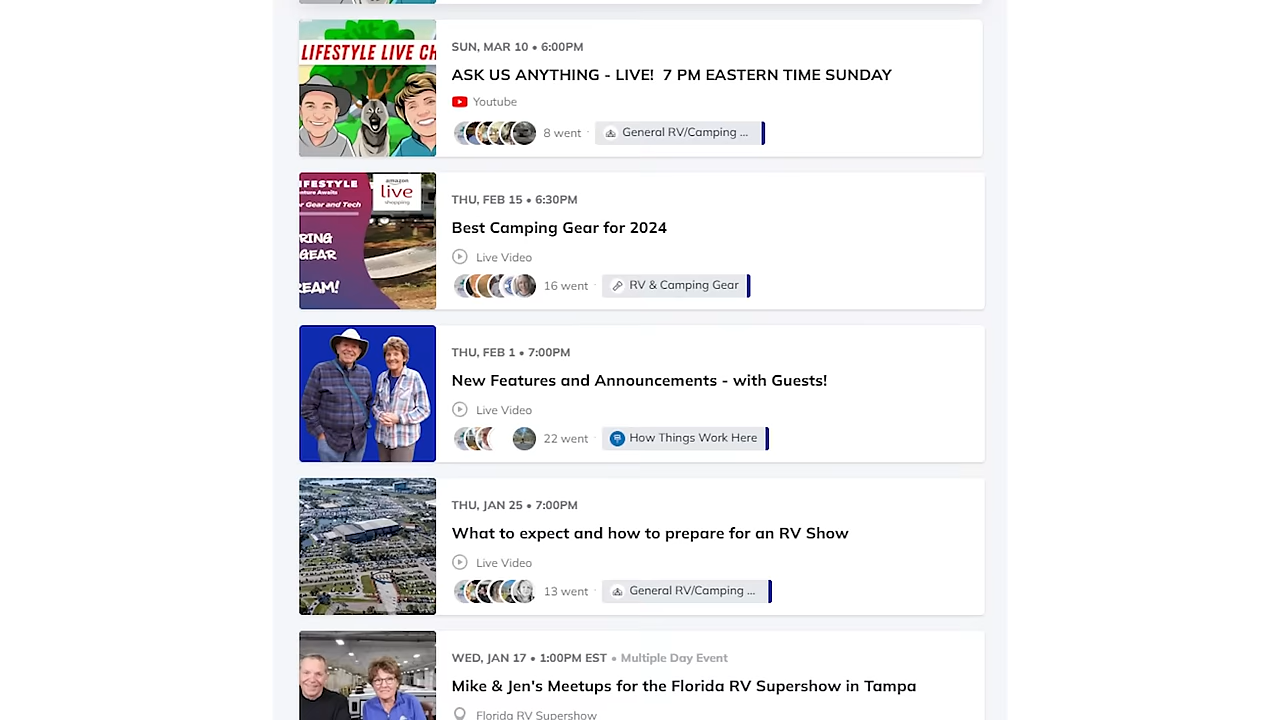 LIFESTYLE LIVE CH
SUN, MAR 10 • 6:00PM
ASK US ANYTHING - LIVE!  7 PM EASTERN TIME SUNDAY
Youtube
8 went · General RV/Camping ...
IFESTYLE
nture Awaits
r Gear and Tech
amazon
live
shopping
RING
GEAR
EAM!
THU, FEB 15 • 6:30PM
Best Camping Gear for 2024
Live Video
16 went · RV & Camping Gear
THU, FEB 1 • 7:00PM
New Features and Announcements - with Guests!
Live Video
22 went · How Things Work Here
THU, JAN 25 • 7:00PM
What to expect and how to prepare for an RV Show
Live Video
13 went · General RV/Camping ...
WED, JAN 17 • 1:00PM EST • Multiple Day Event
Mike & Jen's Meetups for the Florida RV Supershow in Tampa
Florida RV Supershow